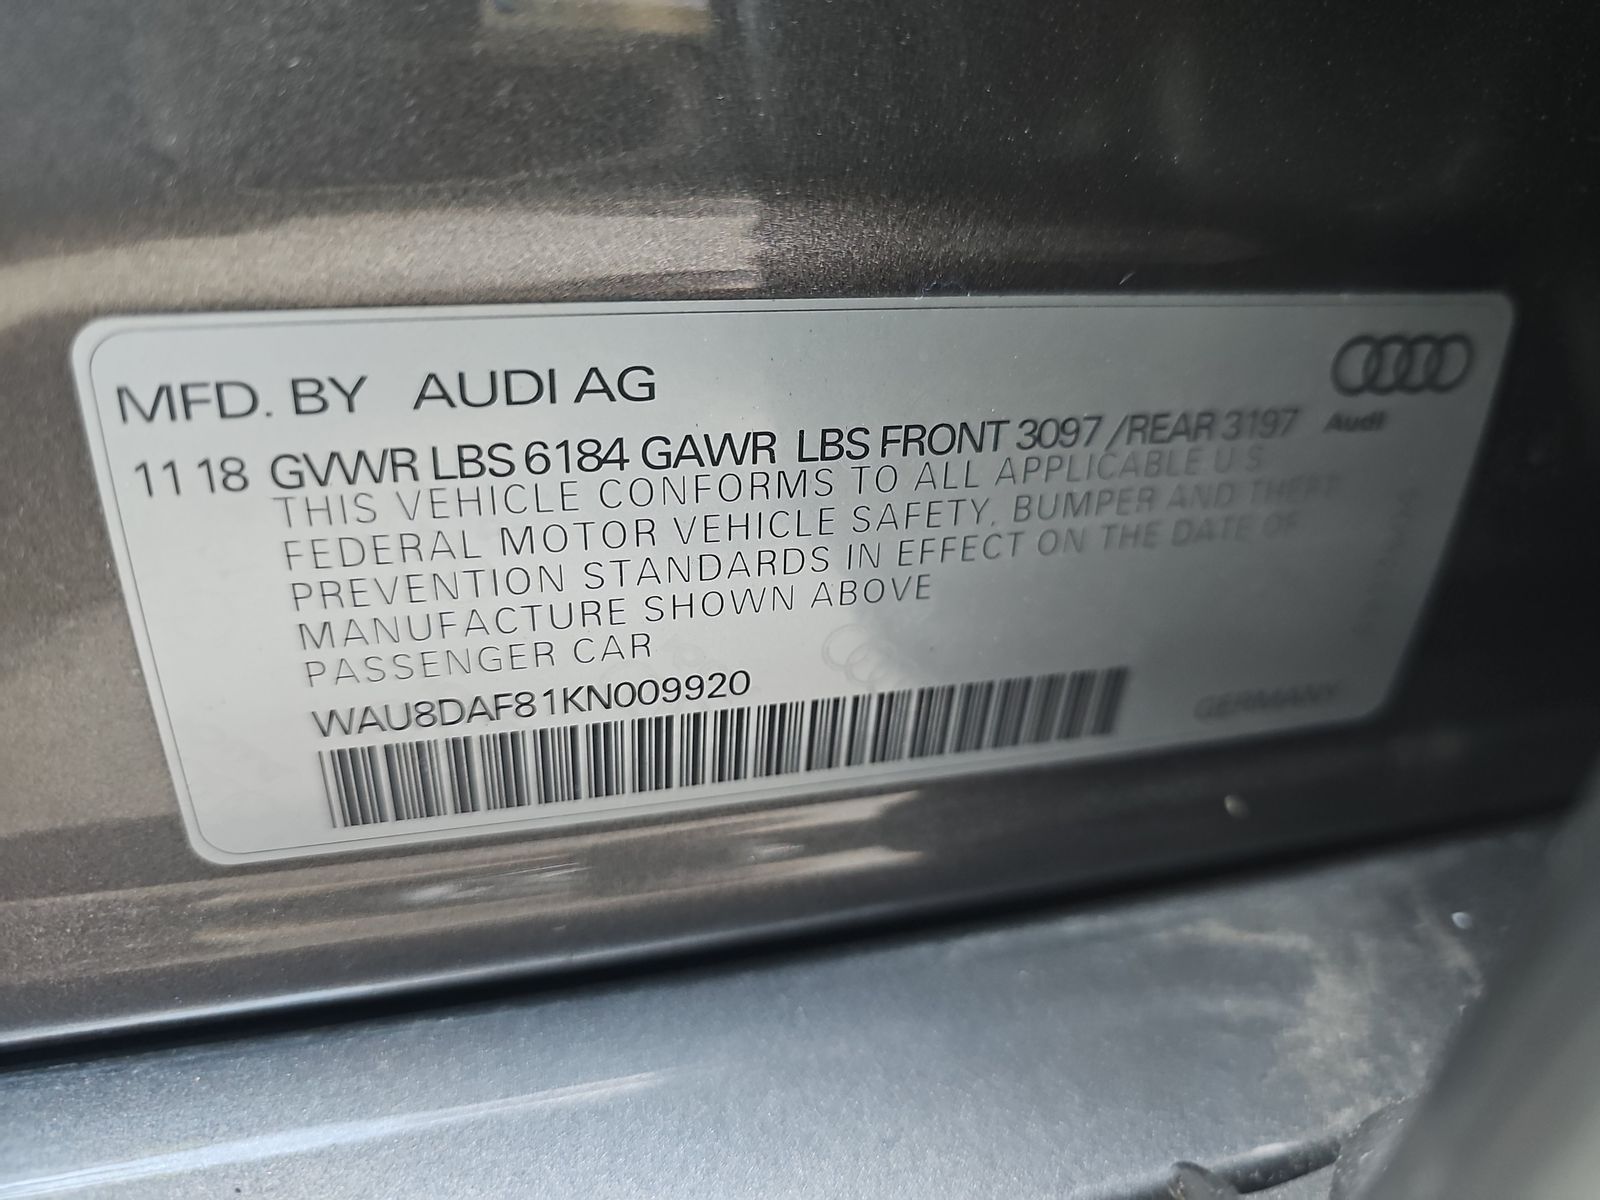 MFD. BY AUDI AG
Audi
11 18 GVWR LBS 6184 GAWR LBS FRONT 3097 /REAR 3197
THIS VEHICLE CONFORMS TO ALL APPLICABLE U S
FEDERAL MOTOR VEHICLE SAFETY, BUMPER AND THEFT
PREVENTION STANDARDS IN EFFECT ON THE DATE OF
MANUFACTURE SHOWN ABOVE
PASSENGER CAR
WAU8DAF81KN009920
GERMANY